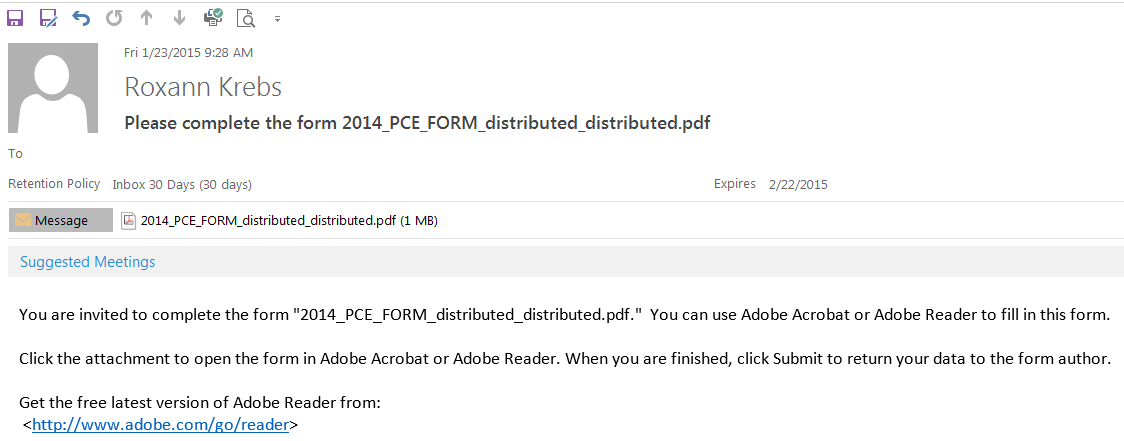 Fri 1/23/2015 9:28 AM
Roxann Krebs
Please complete the form 2014_PCE_FORM_distributed_distributed.pdf
To
Retention Policy Inbox 30 Days (30 days) Expires 2/22/2015
Message 2014_PCE_FORM_distributed_distributed.pdf (1 MB)
Suggested Meetings
You are invited to complete the form "2014_PCE_FORM_distributed_distributed.pdf." You can use Adobe Acrobat or Adobe Reader to fill in this form.
Click the attachment to open the form in Adobe Acrobat or Adobe Reader. When you are finished, click Submit to return your data to the form author.
Get the free latest version of Adobe Reader from:
<http://www.adobe.com/go/reader>